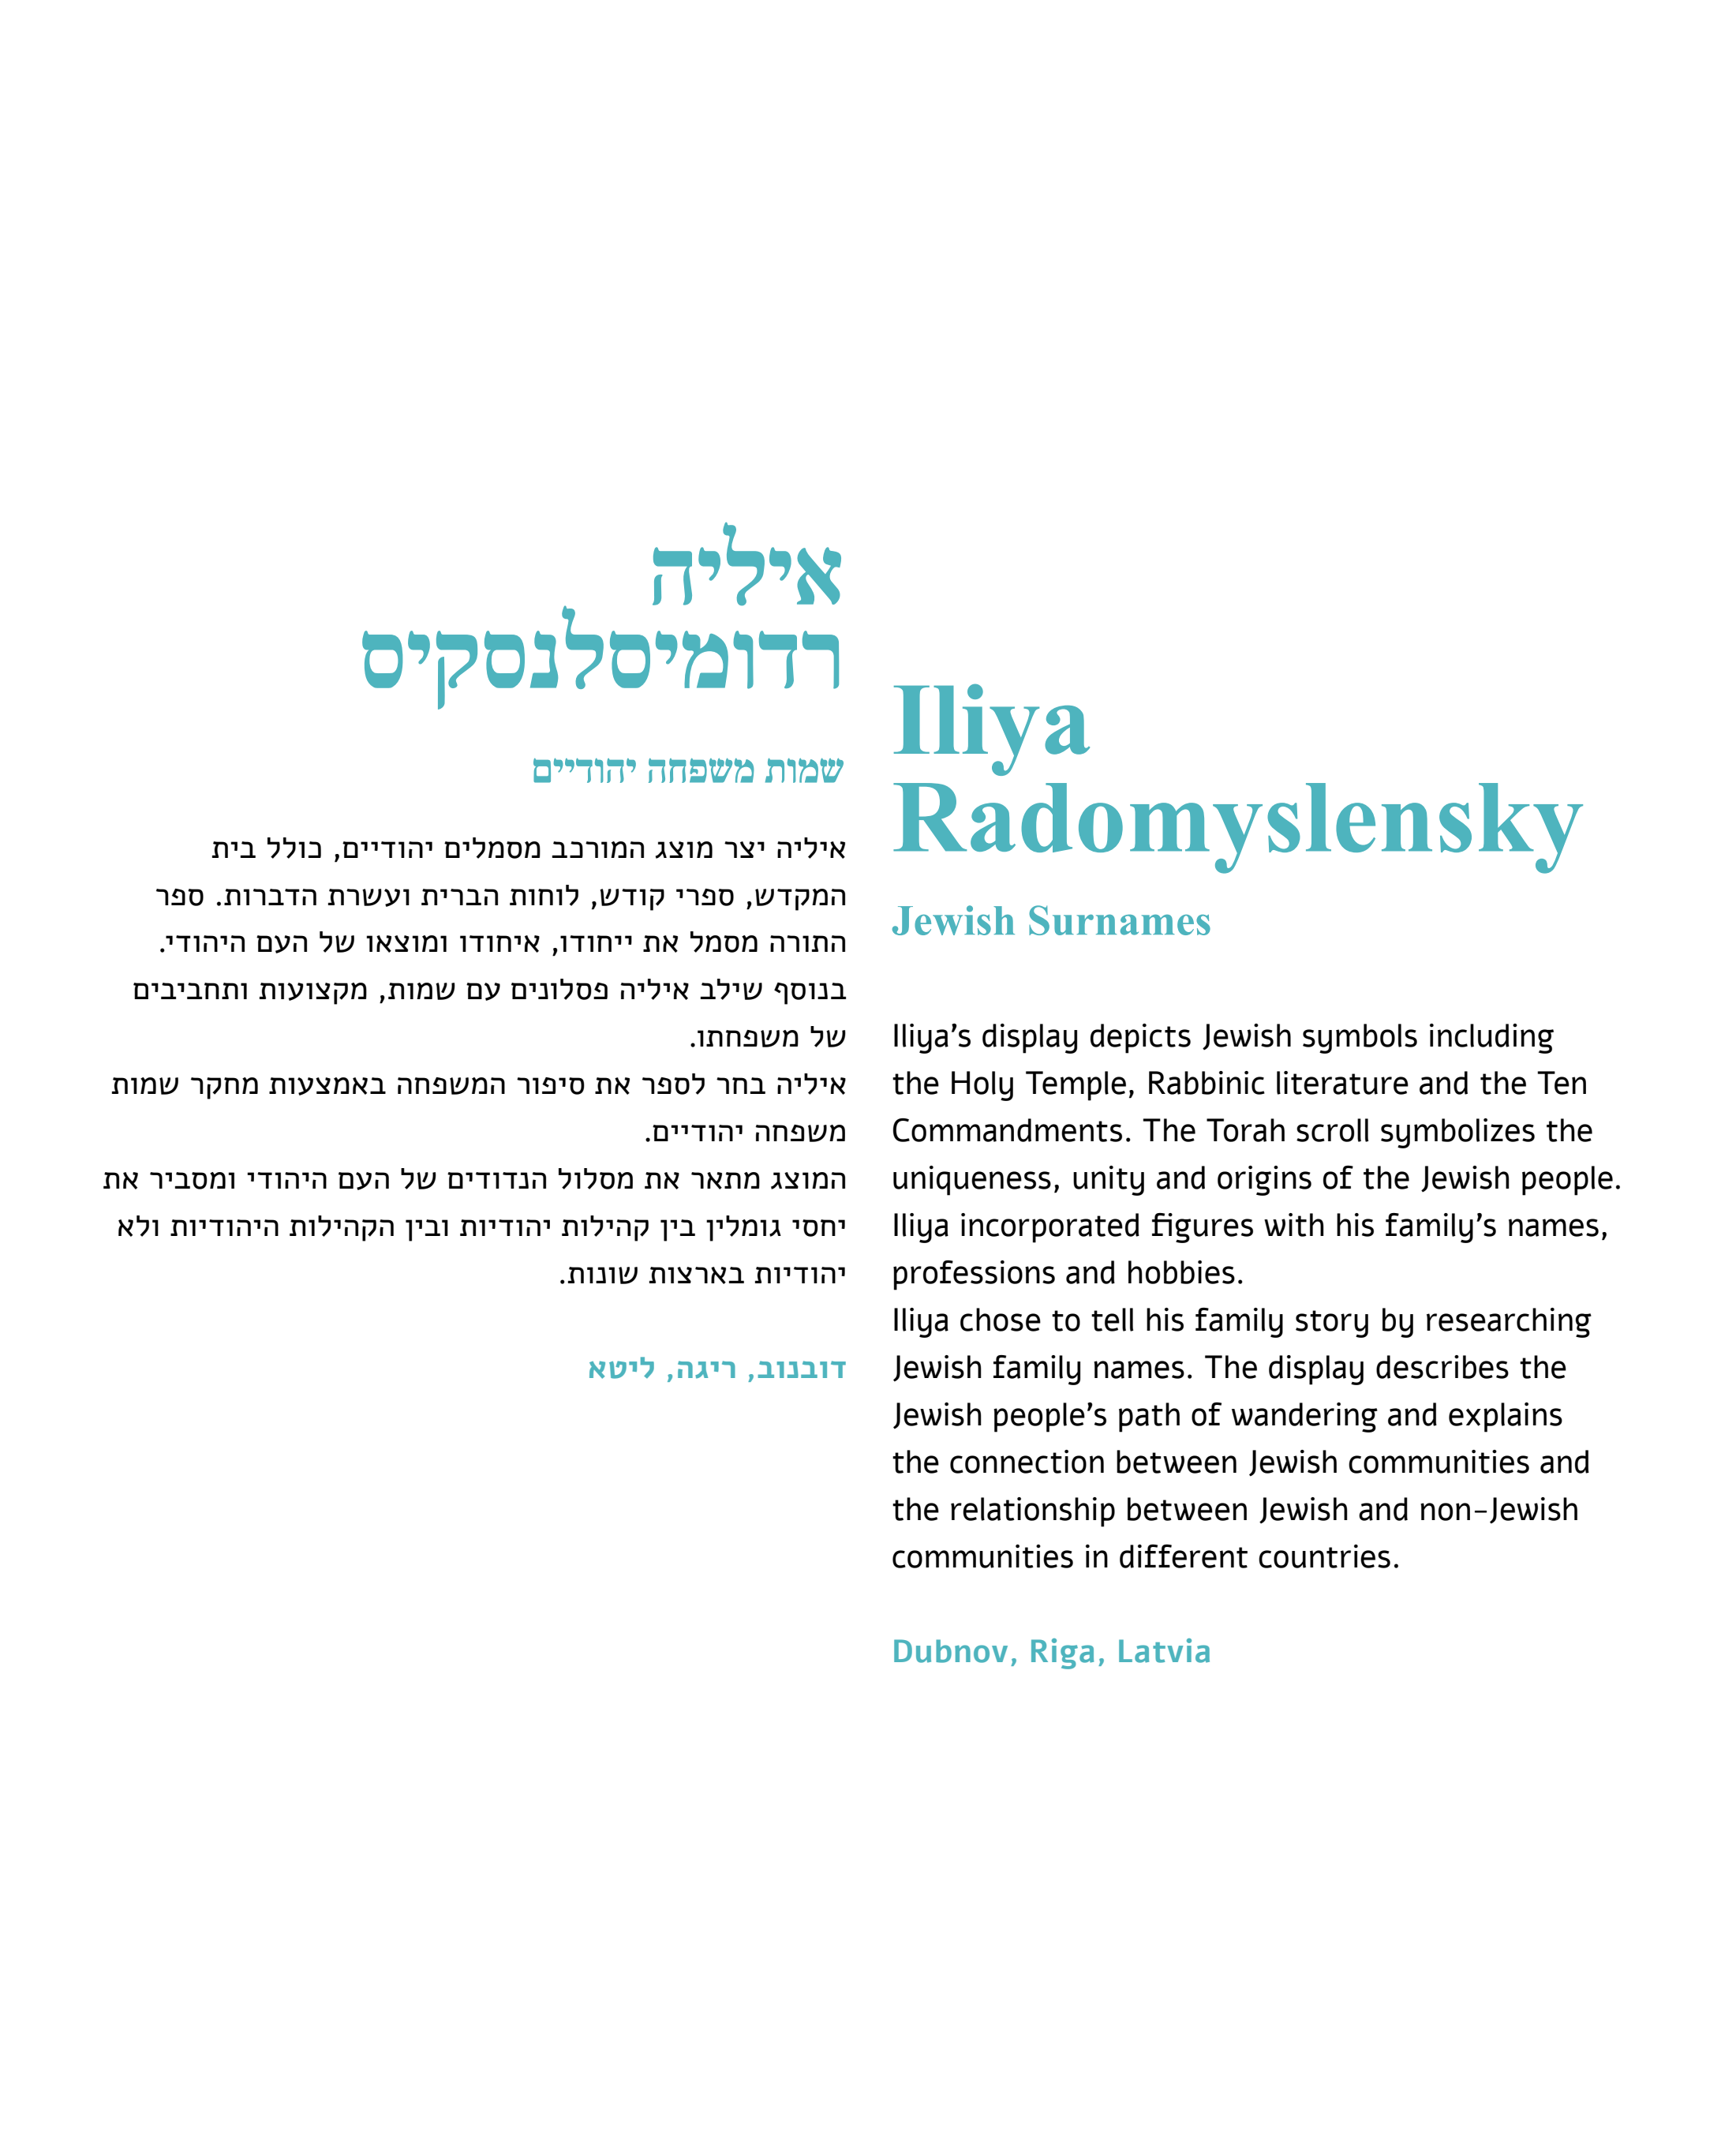 איליה
רדומיסלנסקיס
שמות משפחה יהודיים
איליה יצר מוצג המורכב מסמלים יהודיים, כולל בית
המקדש, ספרי קודש, לוחות הברית ועשרת הדברות. ספר
התורה מסמל את ייחודו, איחודו ומוצאו של העם היהודי.
בנוסף שילב איליה פסלונים עם שמות, מקצועות ותחביבים
של משפחתו.
איליה בחר לספר את סיפור המשפחה באמצעות מחקר שמות
משפחה יהודיים.
המוצג מתאר את מסלול הנדודים של העם היהודי ומסביר את
יחסי גומלין בין קהילות יהודיות ובין הקהילות היהודיות ולא
יהודיות בארצות שונות.
דובנוב, ריגה, ליטא
Iliya
Radomyslensky
Jewish Surnames
Iliya’s display depicts Jewish symbols including
the Holy Temple, Rabbinic literature and the Ten
Commandments. The Torah scroll symbolizes the
uniqueness, unity and origins of the Jewish people.
Iliya incorporated figures with his family’s names,
professions and hobbies.
Iliya chose to tell his family story by researching
Jewish family names. The display describes the
Jewish people’s path of wandering and explains
the connection between Jewish communities and
the relationship between Jewish and non-Jewish
communities in different countries.
Dubnov, Riga, Latvia